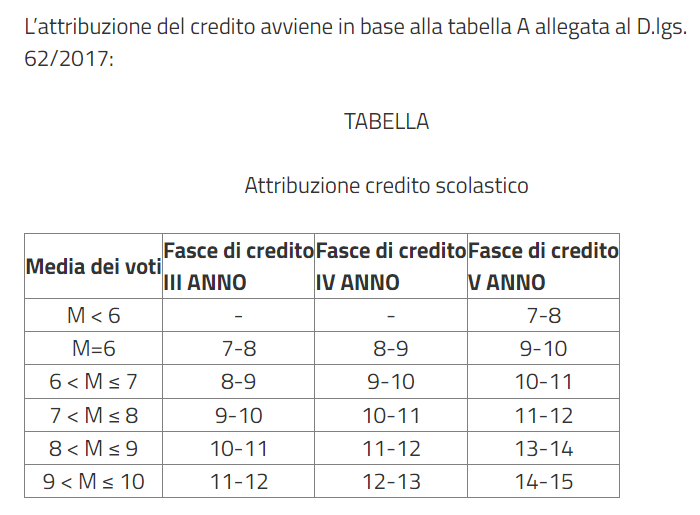 L’attribuzione del credito avviene in base alla tabella A allegata al D.lgs.
62/2017:
TABELLA
Attribuzione credito scolastico
Media dei voti Fasce di credito III ANNO Fasce di credito IV ANNO Fasce di credito V ANNO
M < 6 - - 7-8
M=6 7-8 8-9 9-10
6 < M ≤ 7 8-9 9-10 10-11
7 < M ≤ 8 9-10 10-11 11-12
8 < M ≤ 9 10-11 11-12 13-14
9 < M ≤ 10 11-12 12-13 14-15